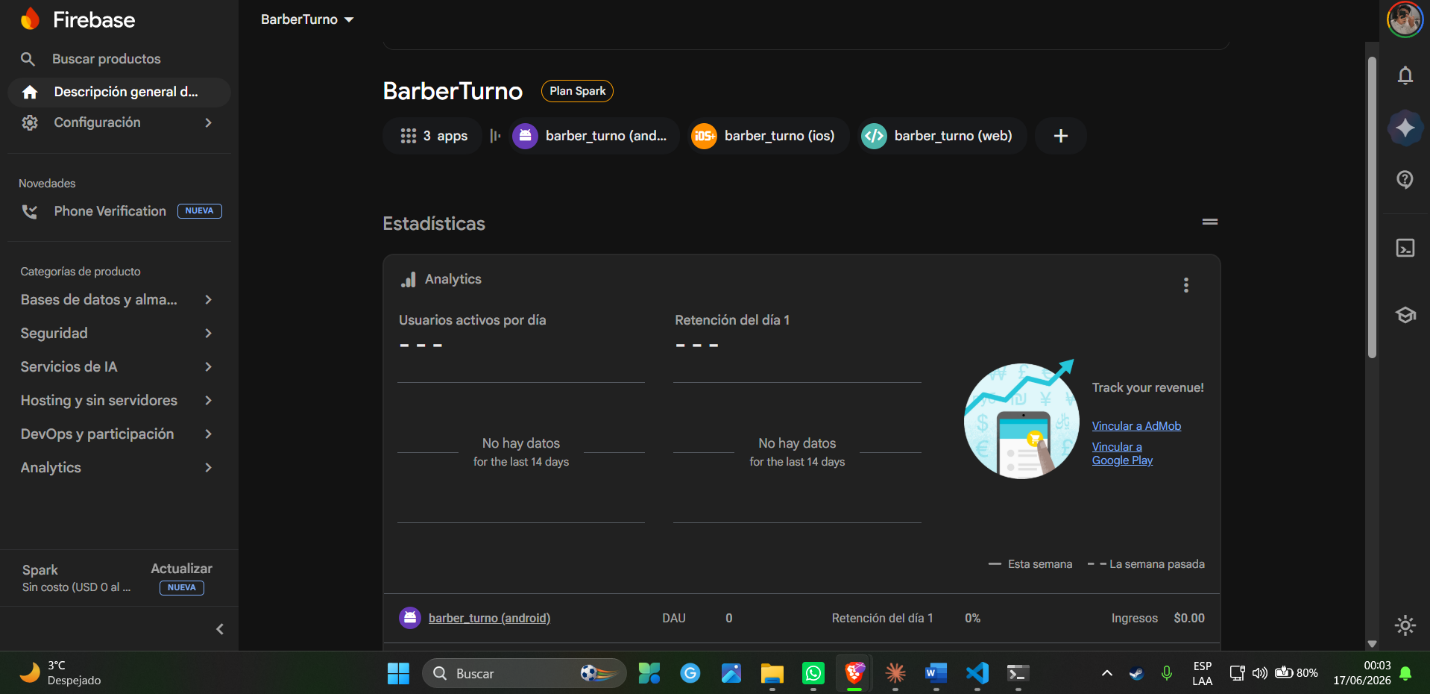 Firebase
BarberTurno
Buscar productos
Descripción general d...
Configuración
Novedades
Phone Verification NUEVA
Categorías de producto
Bases de datos y alma...
Seguridad
Servicios de IA
Hosting y sin servidores
DevOps y participación
Analytics
Spark
Sin costo (USD 0 al ...
Actualizar
NUEVA
BarberTurno Plan Spark
3 apps
barber_turno (and...
iOS+ barber_turno (ios)
barber_turno (web)
Estadísticas
Analytics
Usuarios activos por día
Retención del día 1
No hay datos
for the last 14 days
No hay datos
for the last 14 days
Track your revenue!
Vincular a AdMob
Vincular a
Google Play
Esta semana
La semana pasada
barber_turno (android) DAU 0 Retención del día 1 0% Ingresos $0.00
3°C
Despejado
Buscar
ESP
LAA
80%
00:03
17/06/2026